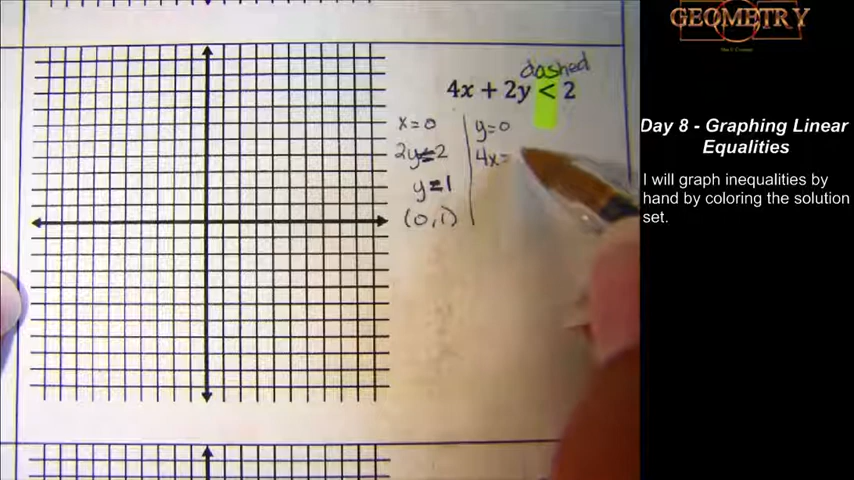 dashed
4x + 2y < 2
x=0
2y=2
y=1
(0,1)
y=0
4x=
GEOMETRY
Day 8 - Graphing Linear
Inequalities
I will graph inequalities by
hand by coloring the solution
set.